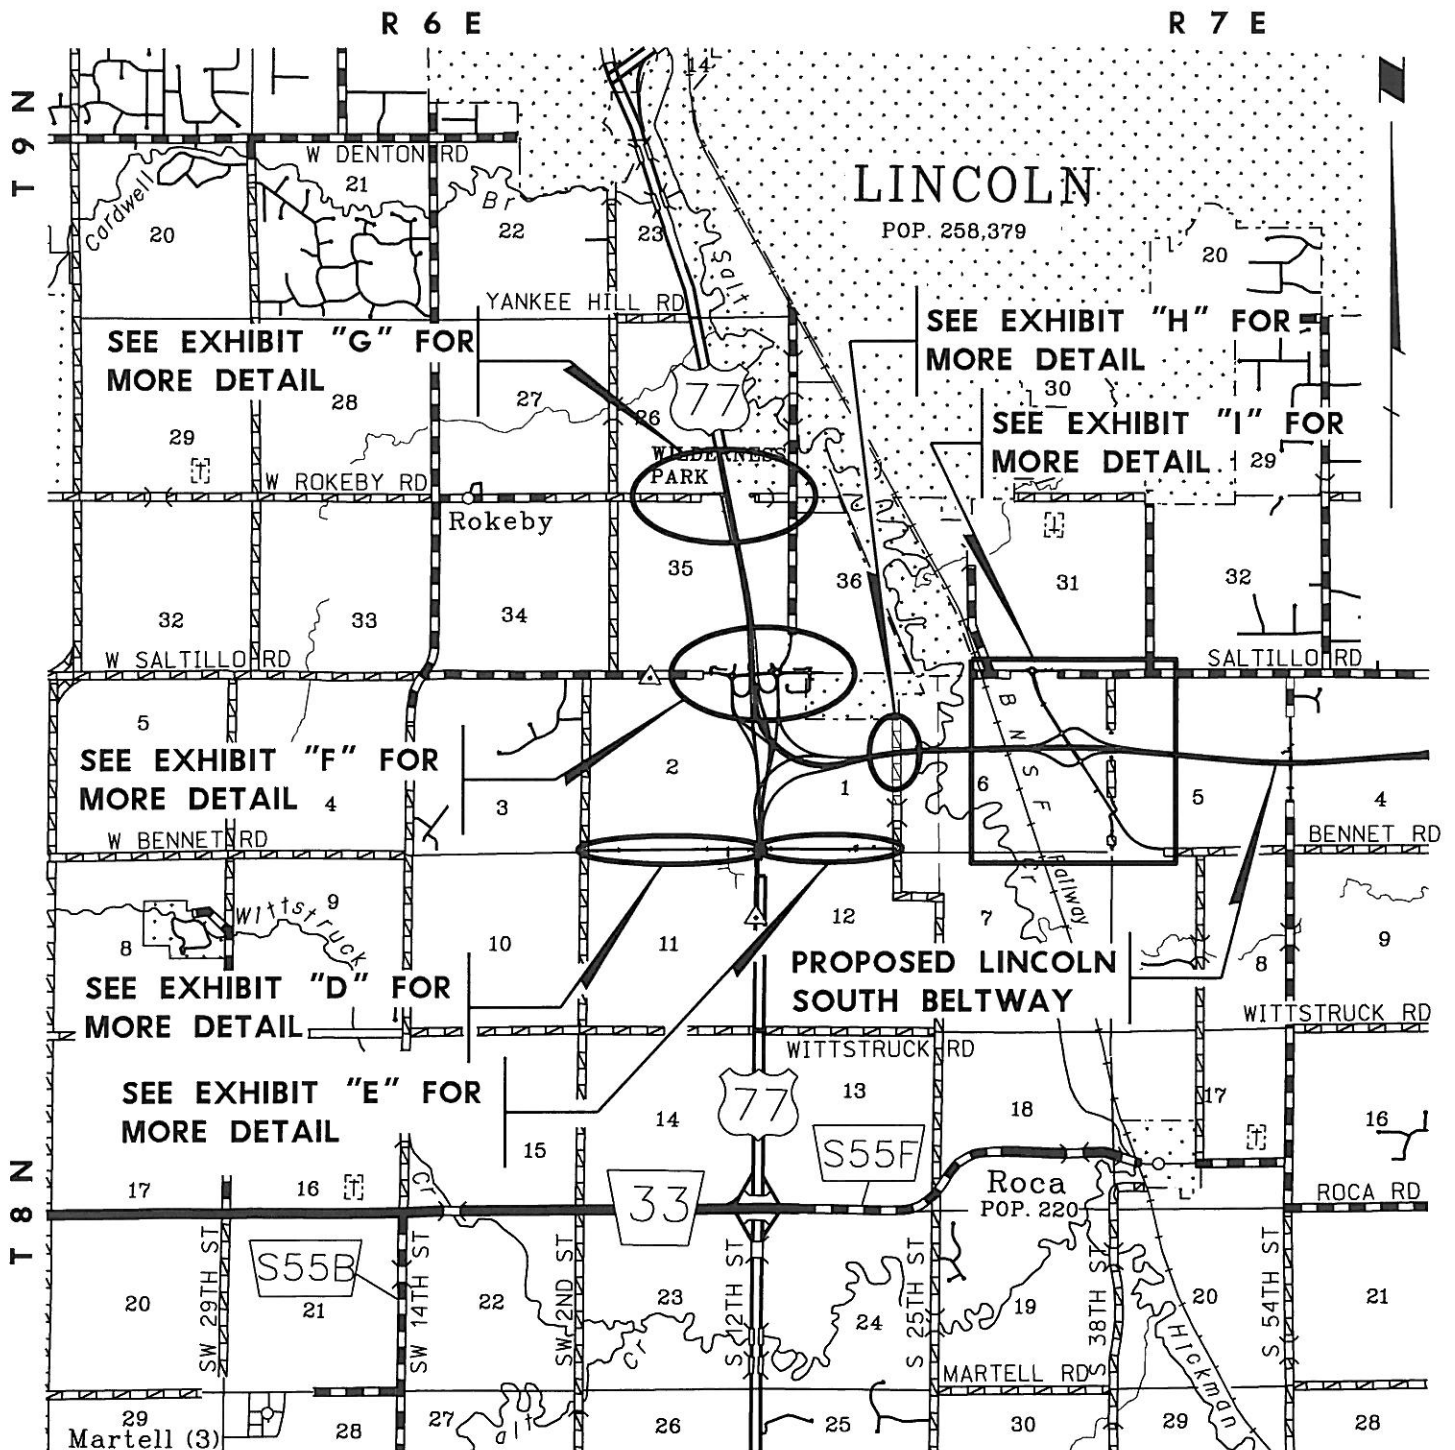 R 6 E
R 7 E
T 9 N
14
W DENTON RD
21
Cardwell
Br
LINCOLN
POP. 258,379
20
22
23
20
Salt
YANKEE HILL RD
SEE EXHIBIT "G" FOR
MORE DETAIL
SEE EXHIBIT "H" FOR
MORE DETAIL
28
27
26
77
30
SEE EXHIBIT "I" FOR
MORE DETAIL
29
29
WILDERNESS
PARK
W ROKEBY RD
Rokeby
32
33
34
35
36
31
32
W SALTILLO RD
SALTILLO RD
5
SEE EXHIBIT "F" FOR
MORE DETAIL
4
3
2
1
6
5
4
B N S F
Railway
W BENNET RD
BENNET RD
Wittstruck
9
8
10
11
12
7
Cr
8
9
SEE EXHIBIT "D" FOR
MORE DETAIL
PROPOSED LINCOLN
SOUTH BELTWAY
WITTSTRUCK RD
WITTSTRUCK RD
SEE EXHIBIT "E" FOR
MORE DETAIL
15
14
77
13
18
17
16
S55F
T 8 N
17
16
Cr
33
Roca
POP. 220
ROCA RD
S55B
SW 29TH ST
SW 14TH ST
SW 2ND ST
S 12TH ST
S 25TH ST
S 38TH ST
S 54TH ST
20
21
22
23
24
19
20
21
Cr
MARTELL RD
Hickman
29
Martell (3)
28
27
alt
26
25
30
29
28